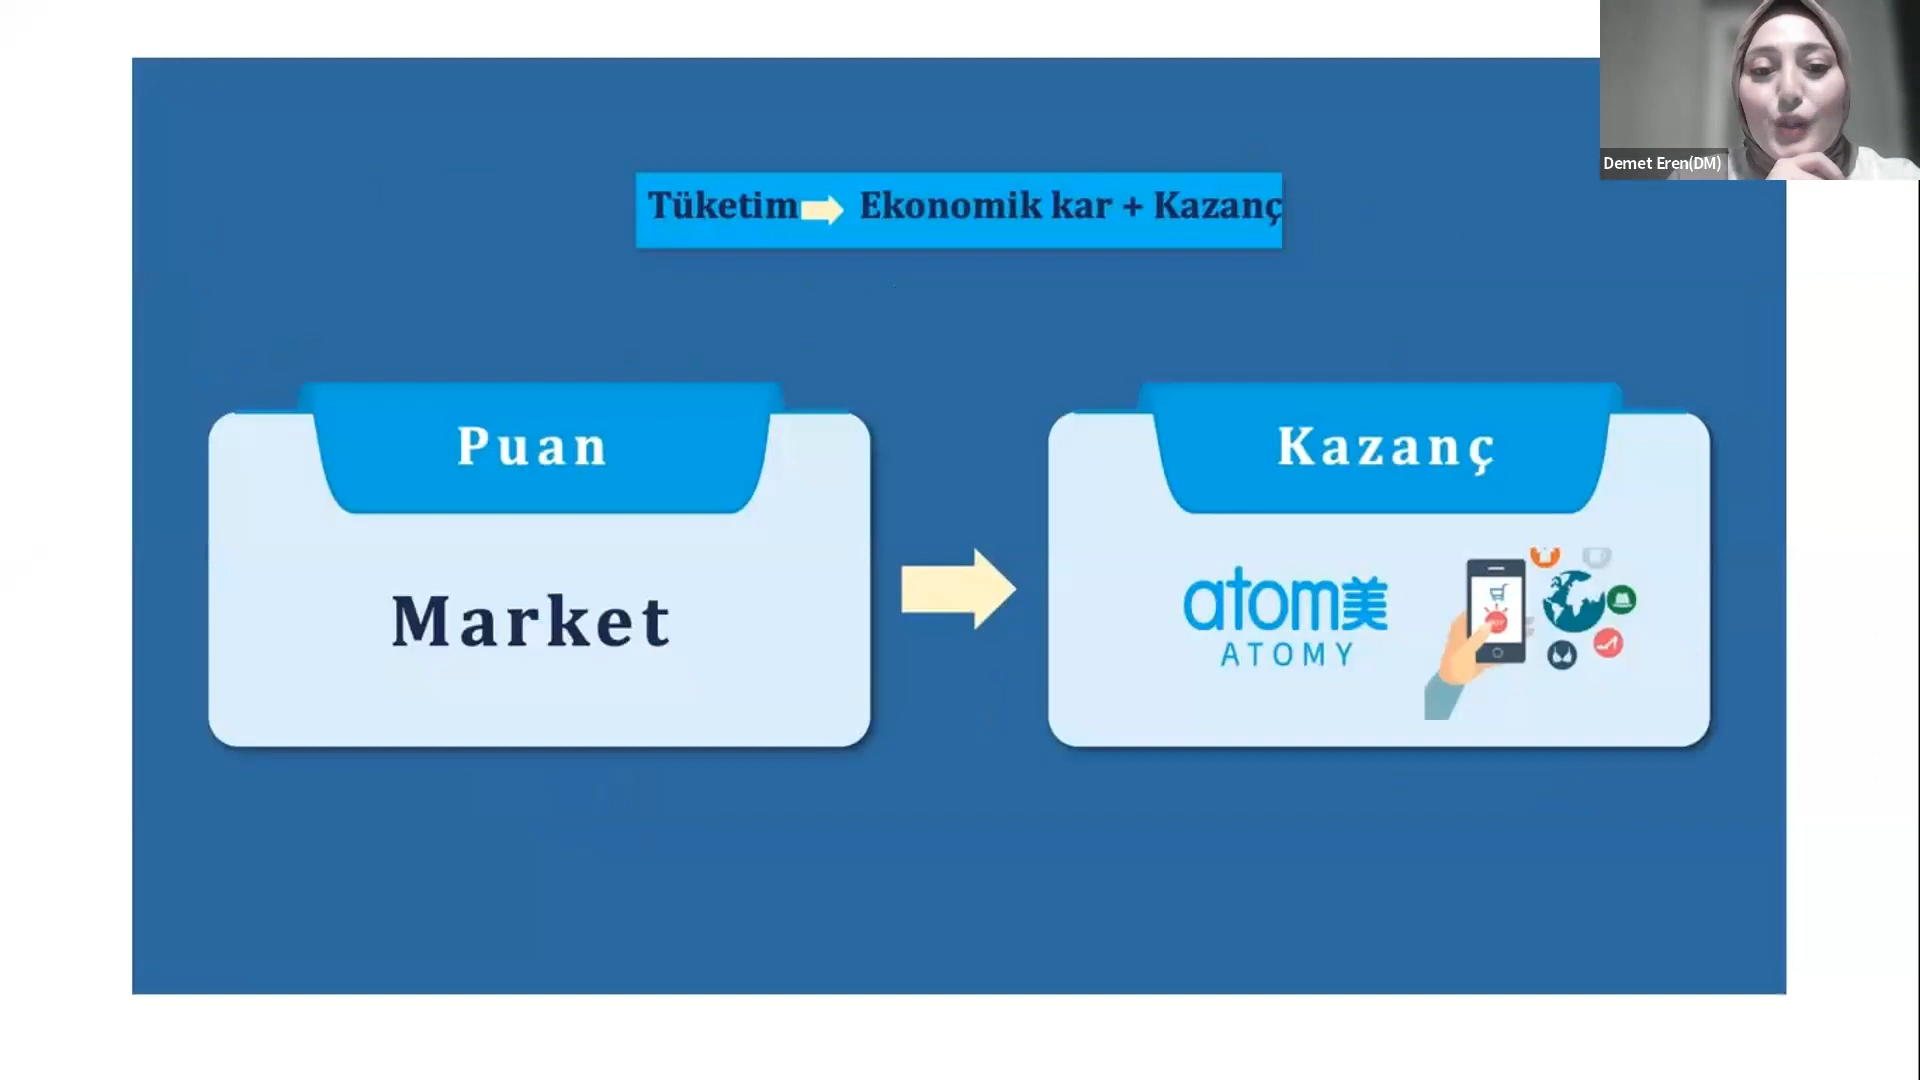 Demet Eren(DM)
Tüketim Ekonomik kar + Kazanç
Puan
Market
Kazanç
atom美
ATOMY